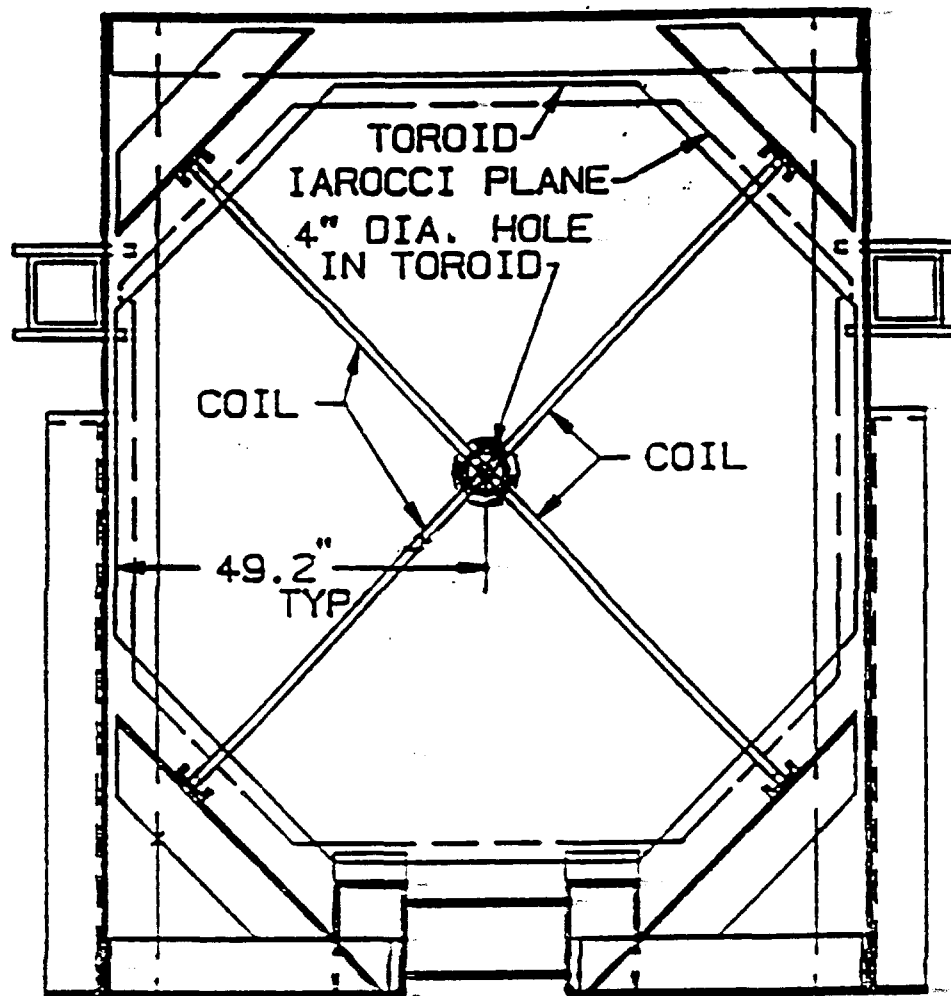 TOROID
IAROCCI PLANE
4" DIA. HOLE
IN TOROID
COIL
COIL
49.2"
TYP